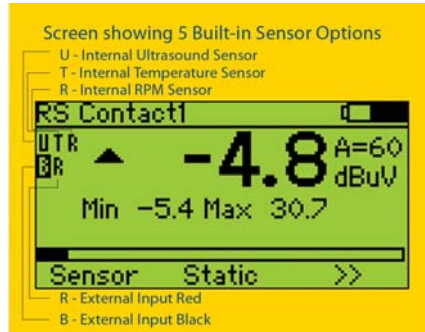 Screen showing 5 Built-in Sensor Options
U - Internal Ultrasound Sensor
T - Internal Temperature Sensor
R - Internal RPM Sensor
RS Contact1
UTR
BR
-4.8
A=60
dBuV
Min -5.4 Max 30.7
Sensor Static >>
R - External Input Red
B - External Input Black